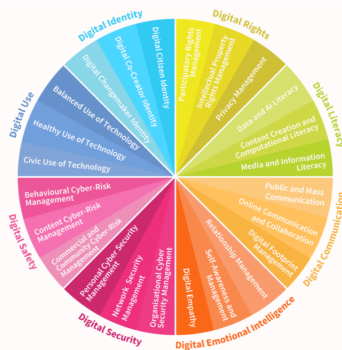 Digital Identity
Digital Citizen Identity
Digital Co-Creator Identity
Digital Changemaker Identity
Digital Rights
Participatory Rights
Management
Intellectual Property
Rights Management
Privacy Management
Digital Literacy
Data and AI Literacy
Content Creation and
Computational Literacy
Media and Information
Literacy
Digital Communication
Public and Mass
Communication
Online Communication
and Collaboration
Digital Footprint
Management
Digital Emotional Intelligence
Relationship Management
Self-Awareness and
Management
Digital Empathy
Digital Security
Organisational Cyber
Security Management
Network Security
Management
Personal Cyber Security
Management
Digital Safety
Commercial and
Community Cyber-Risk
Management
Content Cyber-Risk
Management
Behavioural Cyber-Risk
Management
Digital Use
Civic Use of Technology
Healthy Use of Technology
Balanced Use of Technology